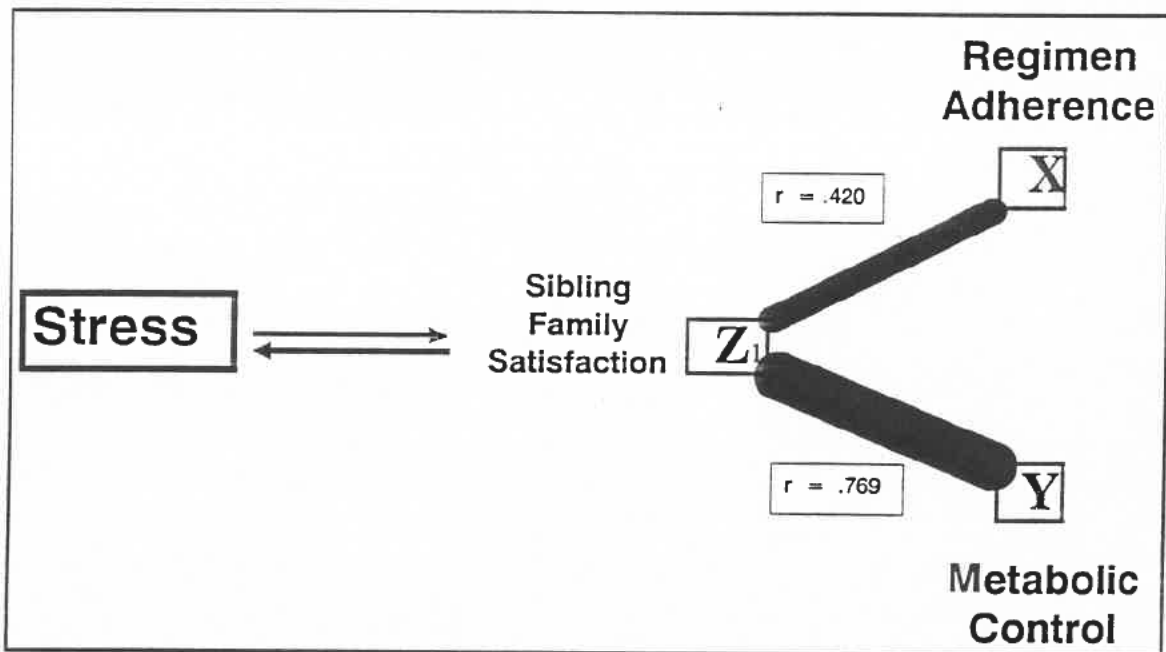 Regimen
Adherence
X
r = .420
Stress
Sibling
Family
Satisfaction
Z1
r = .769
Y
Metabolic
Control